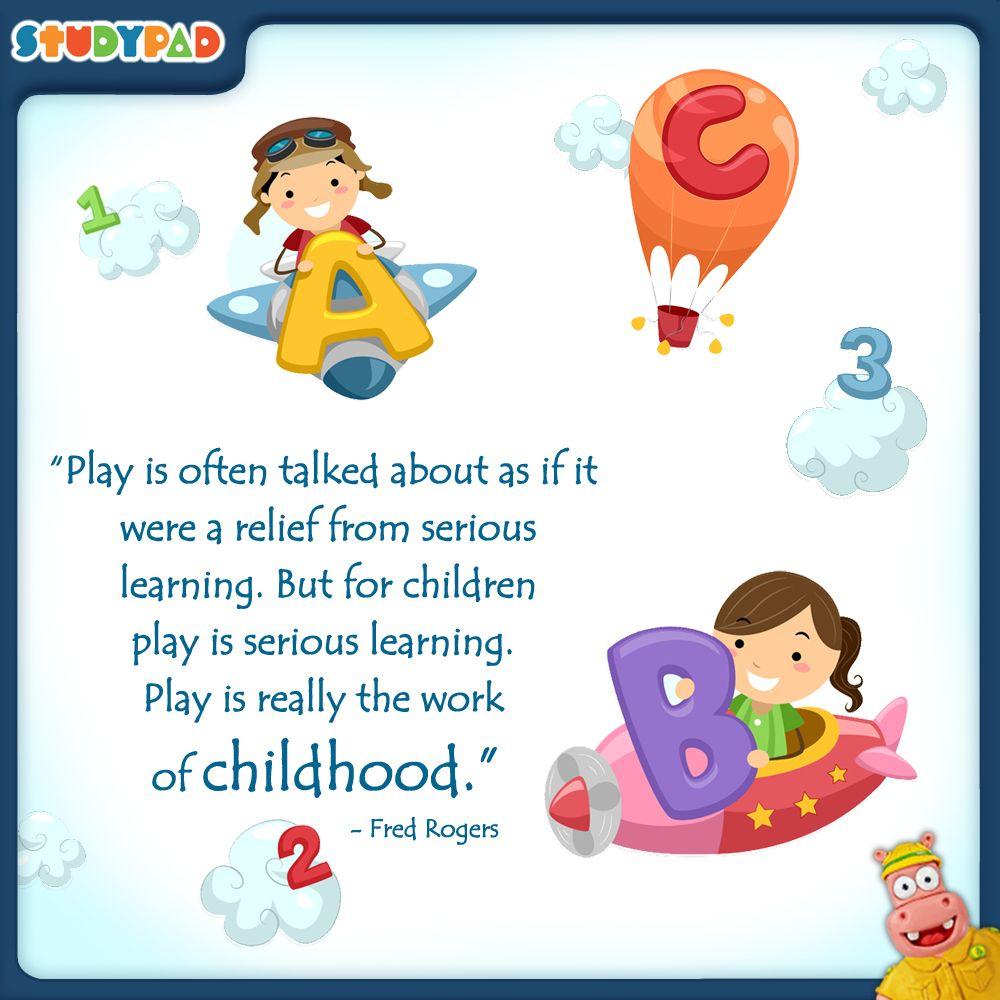 STUDYPAD
C
1
A
3
“Play is often talked about as if it
were a relief from serious
learning. But for children
play is serious learning.
Play is really the work
of childhood.”
- Fred Rogers
B
2